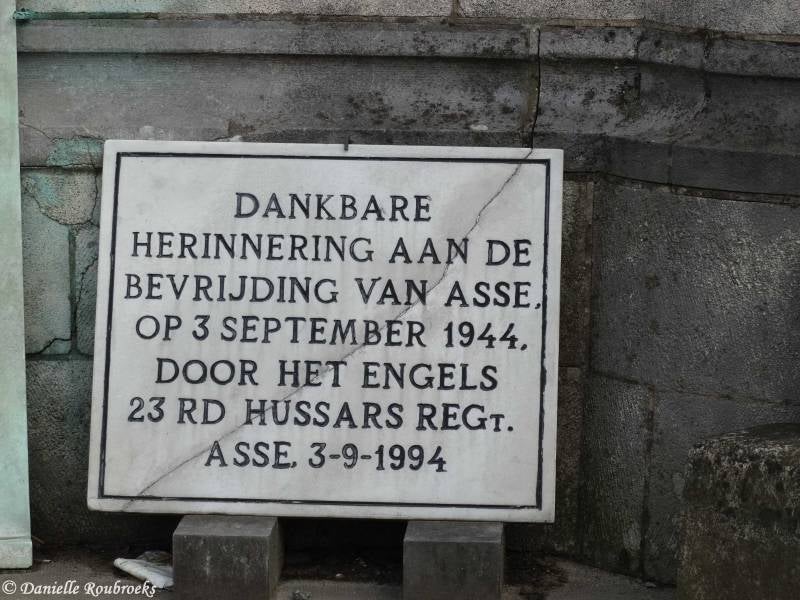 DANKBARE
HERINNERING AAN DE
BEVRIJDING VAN ASSE,
OP 3 SEPTEMBER 1944,
DOOR HET ENGELS
23 RD HUSSARS REGT.
ASSE, 3-9-1994
© Danielle Roubroeks